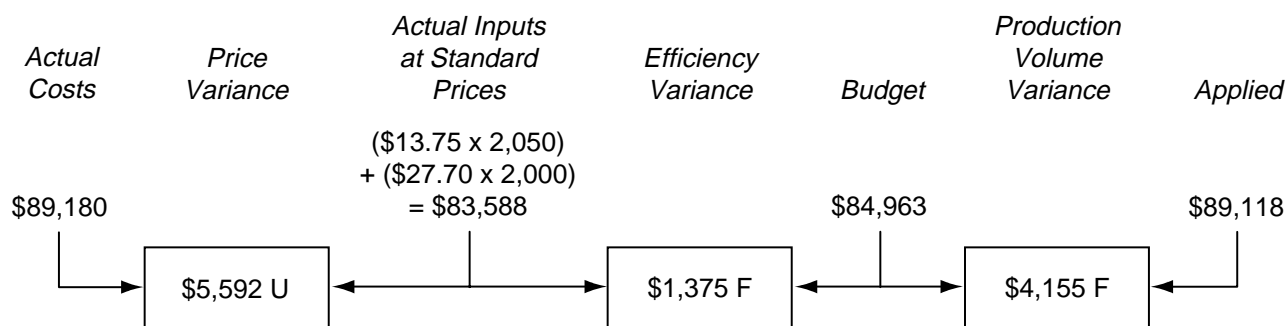 Actual
Costs
Price
Variance
Actual Inputs
at Standard
Prices
Efficiency
Variance
Budget
Production
Volume
Variance
Applied
($13.75 x 2,050)
+ ($27.70 x 2,000)
= $83,588
$89,180
$84,963
$89,118
$5,592 U
$1,375 F
$4,155 F